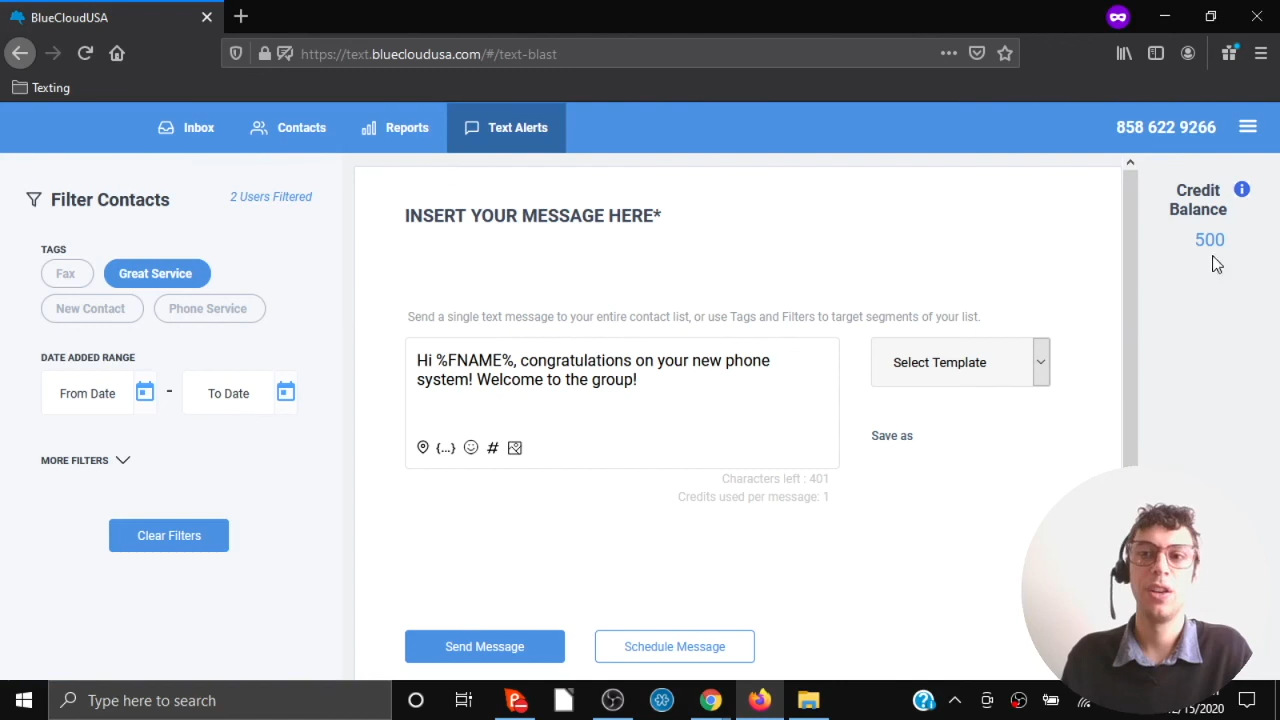 BlueCloudUSA
https://text.bluecloudusa.com/#/text-blast
Texting
Inbox
Contacts
Reports
Text Alerts
858 622 9266
Filter Contacts
2 Users Filtered
TAGS
Fax
Great Service
New Contact
Phone Service
DATE ADDED RANGE
From Date
-
To Date
MORE FILTERS
Clear Filters
INSERT YOUR MESSAGE HERE*
Send a single text message to your entire contact list, or use Tags and Filters to target segments of your list.
Hi %FNAME%, congratulations on your new phone
system! Welcome to the group!
{...}
#
Characters left : 401
Credits used per message: 1
Select Template
Save as
Send Message
Schedule Message
Credit
Balance
500
Type here to search